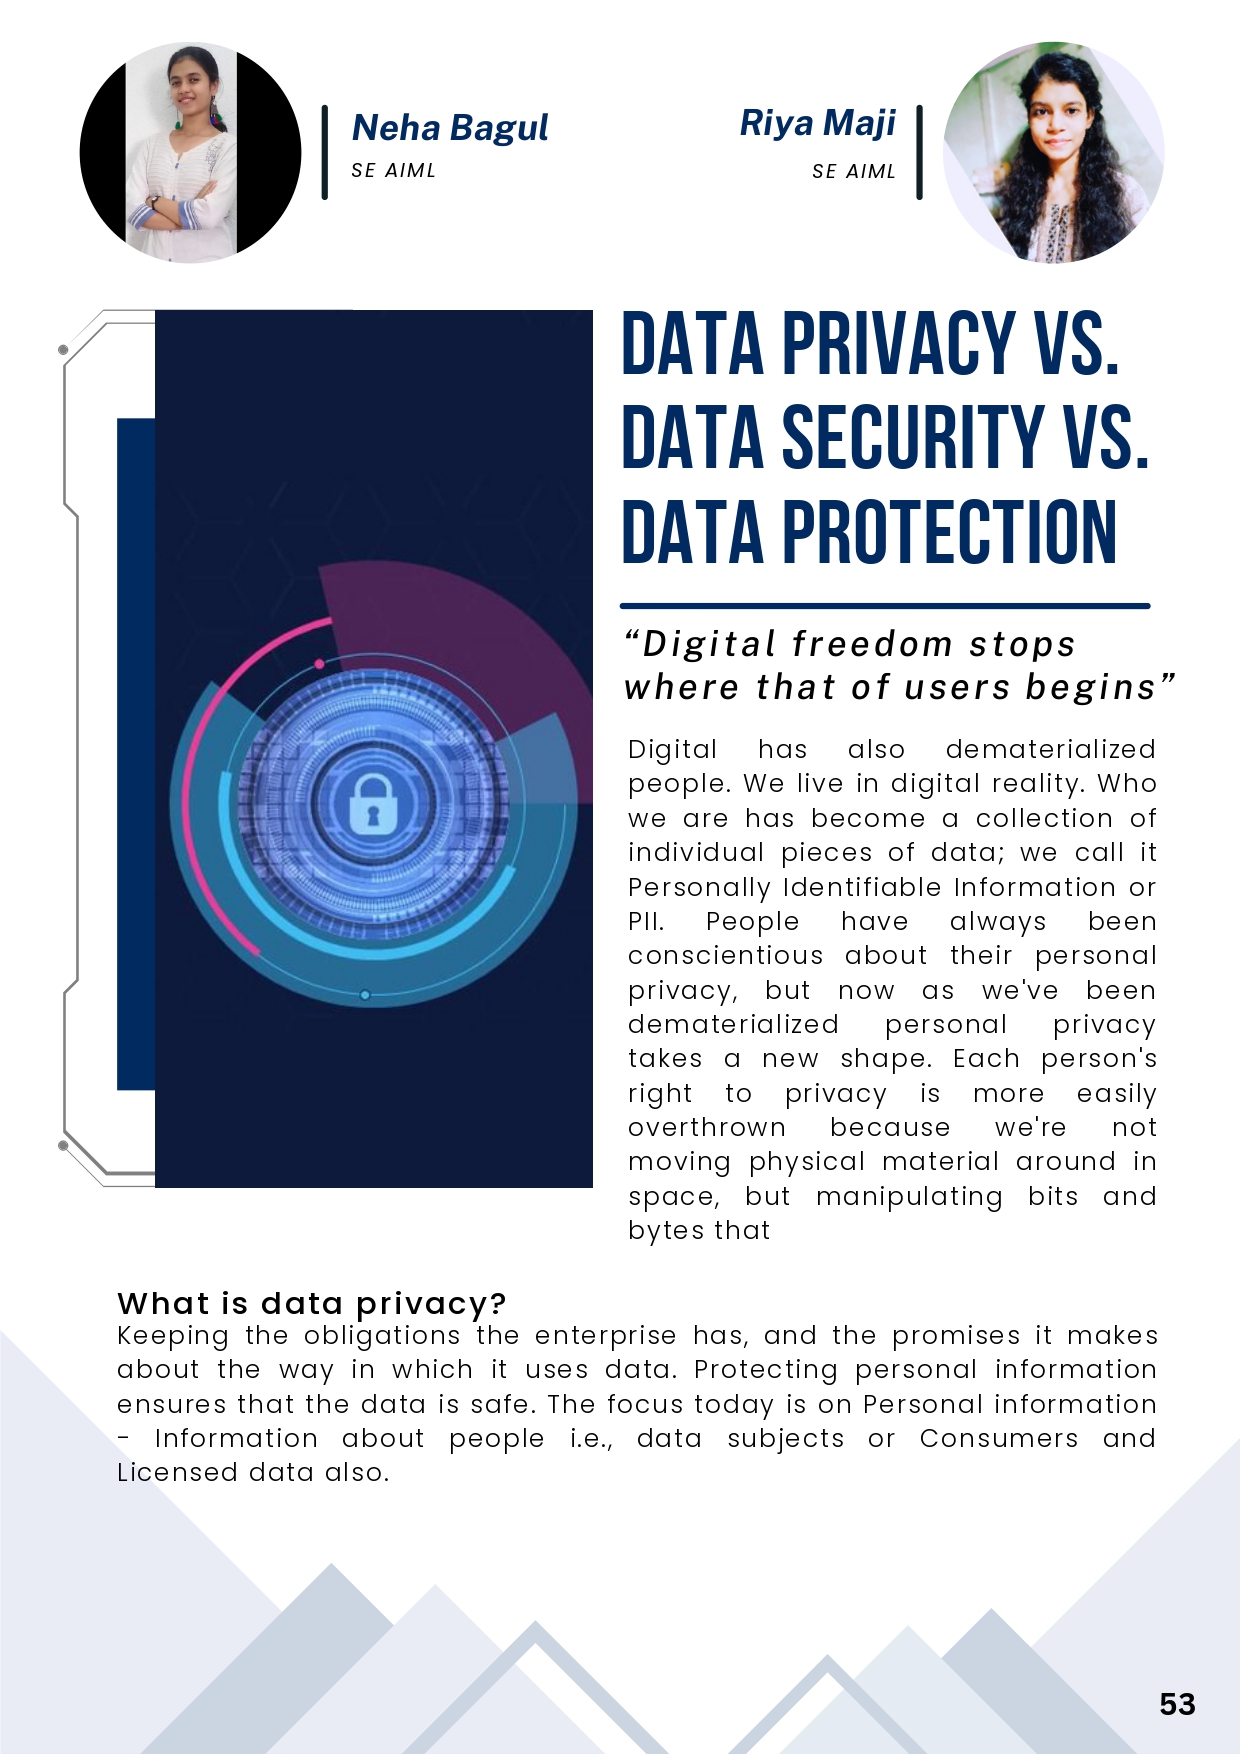 Neha Bagul
SE AIML
Riya Maji
SE AIML
DATA PRIVACY VS.
DATA SECURITY VS.
DATA PROTECTION
“Digital freedom stops
where that of users begins”
Digital has also dematerialized
people. We live in digital reality. Who
we are has become a collection of
individual pieces of data; we call it
Personally Identifiable Information or
PII. People have always been
conscientious about their personal
privacy, but now as we've been
dematerialized personal privacy
takes a new shape. Each person's
right to privacy is more easily
overthrown because we're not
moving physical material around in
space, but manipulating bits and
bytes that
What is data privacy?
Keeping the obligations the enterprise has, and the promises it makes
about the way in which it uses data. Protecting personal information
ensures that the data is safe. The focus today is on Personal information
- Information about people i.e., data subjects or Consumers and
Licensed data also.
53